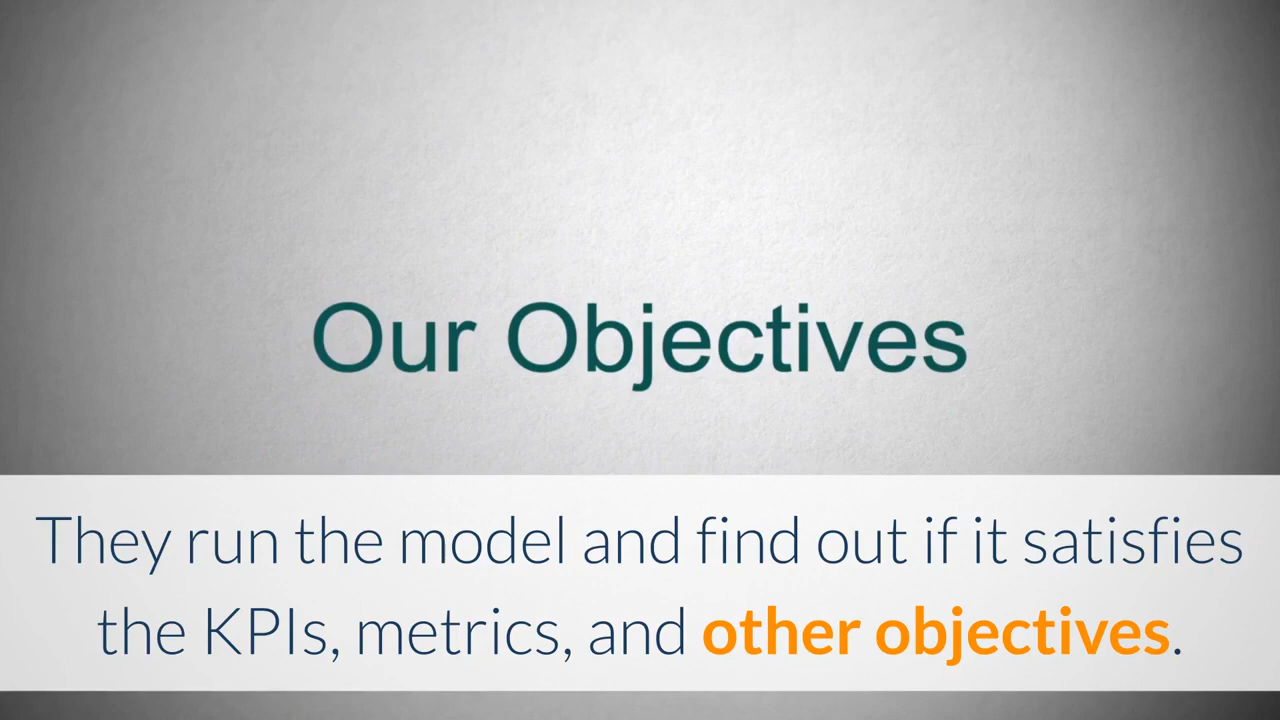 Our Objectives
They run the model and find out if it satisfies
the KPIs, metrics, and other objectives.